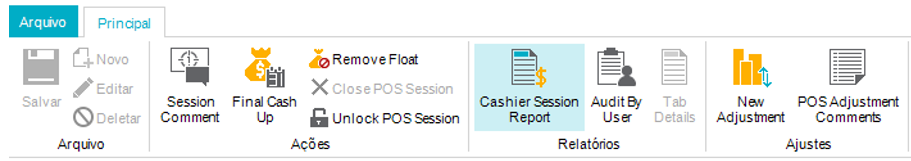 Arquivo
Principal
Salvar
Novo
Editar
Deletar
Arquivo
Session
Comment
Final Cash
Up
Remove Float
Close POS Session
Unlock POS Session
Ações
Cashier Session
Report
Audit By
User
Tab
Details
Relatórios
New
Adjustment
POS Adjustment
Comments
Ajustes